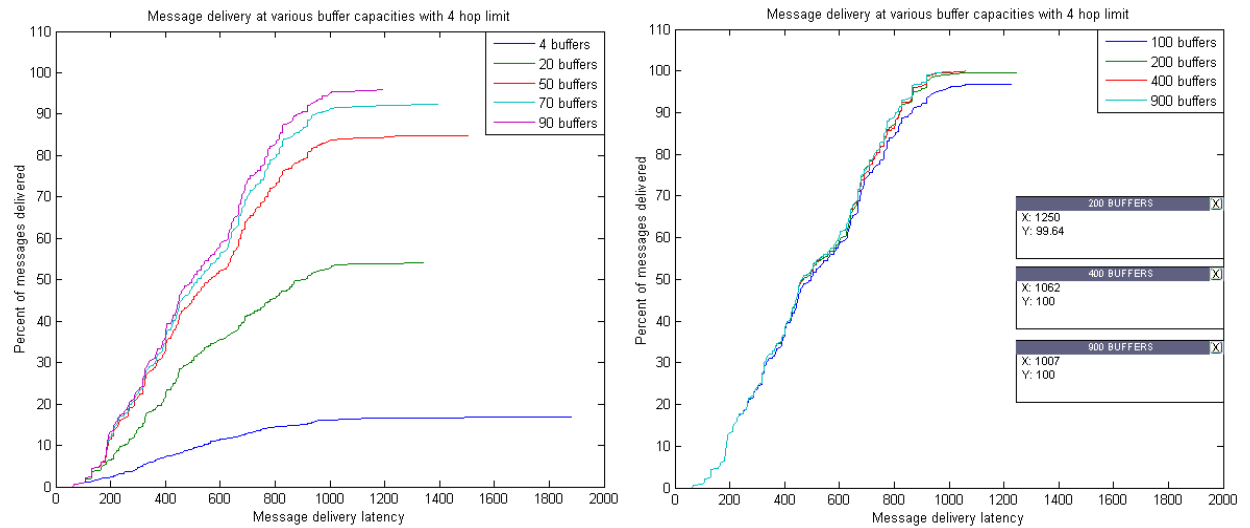 Message delivery at various buffer capacities with 4 hop limit
110
100
90
80
70
60
50
40
30
20
10
0
Percent of messages delivered
4 buffers
20 buffers
50 buffers
70 buffers
90 buffers
0 200 400 600 800 1000 1200 1400 1600 1800 2000
Message delivery latency
Message delivery at various buffer capacities with 4 hop limit
110
100
90
80
70
60
50
40
30
20
10
0
Percent of messages delivered
100 buffers
200 buffers
400 buffers
900 buffers
200 BUFFERS X
X: 1250
Y: 99.64
400 BUFFERS X
X: 1062
Y: 100
900 BUFFERS X
X: 1007
Y: 100
0 200 400 600 800 1000 1200 1400 1600 1800 2000
Message delivery latency